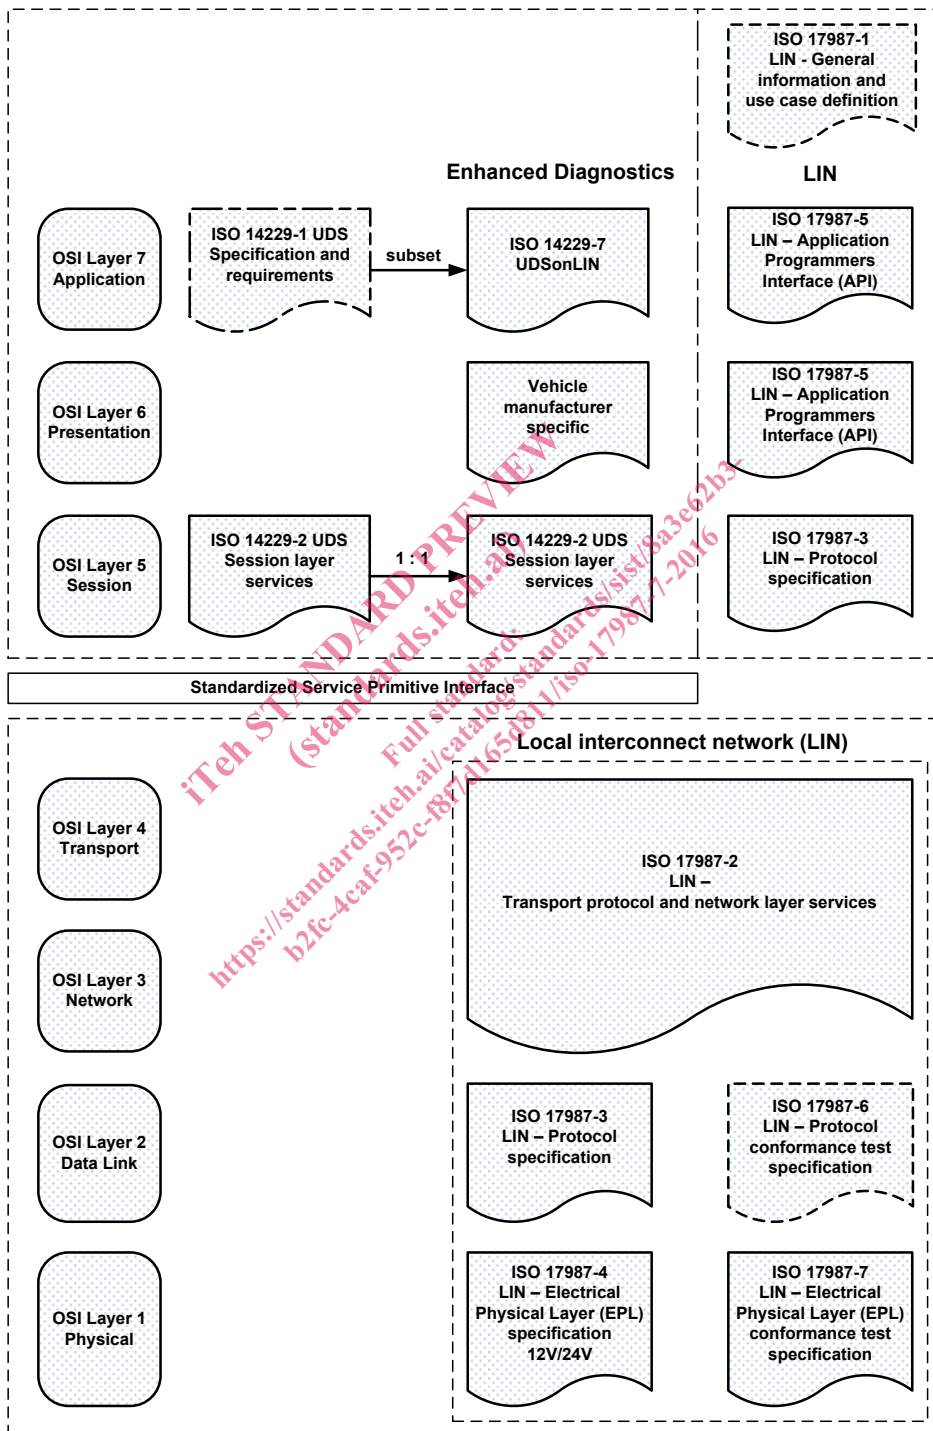 ISO 17987-1
LIN - General
information and
use case definition
Enhanced Diagnostics
LIN
OSI Layer 7
Application
ISO 14229-1 UDS
Specification and
requirements
subset
ISO 14229-7
UDSonLIN
ISO 17987-5
LIN – Application
Programmers
Interface (API)
OSI Layer 6
Presentation
Vehicle
manufacturer
specific
ISO 17987-5
LIN – Application
Programmers
Interface (API)
OSI Layer 5
Session
ISO 14229-2 UDS
Session layer
services
1 : 1
ISO 14229-2 UDS
Session layer
services
ISO 17987-3
LIN – Protocol
specification
Standardized Service Primitive Interface
Local interconnect network (LIN)
OSI Layer 4
Transport
ISO 17987-2
LIN –
Transport protocol and network layer services
OSI Layer 3
Network
OSI Layer 2
Data Link
ISO 17987-3
LIN – Protocol
specification
ISO 17987-6
LIN – Protocol
conformance test
specification
OSI Layer 1
Physical
ISO 17987-4
LIN – Electrical
Physical Layer (EPL)
specification
12V/24V
ISO 17987-7
LIN – Electrical
Physical Layer (EPL)
conformance test
specification
iTeh STANDARD PREVIEW
(standards.iteh.ai)
Full standard:
https://standards.iteh.ai/catalog/standards/sist/8a3e62b3-
b2fc-4caf-952c-f8f7d165d811/iso-17987-7-2016